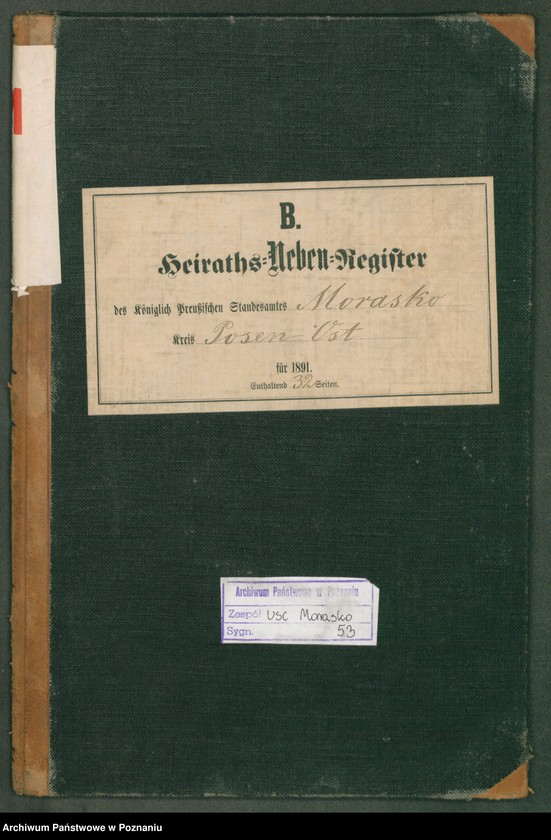 B.
Heiraths-Neben-Register
des Königlich Preußischen Standesamtes Morasko
Kreis Posen-Ost
für 1891.
Enthaltend 32 Seiten.
Archiwum Państwowe w Poznaniu
Zespół USC Morasko
Sygn. 53
Archiwum Państwowe w Poznaniu